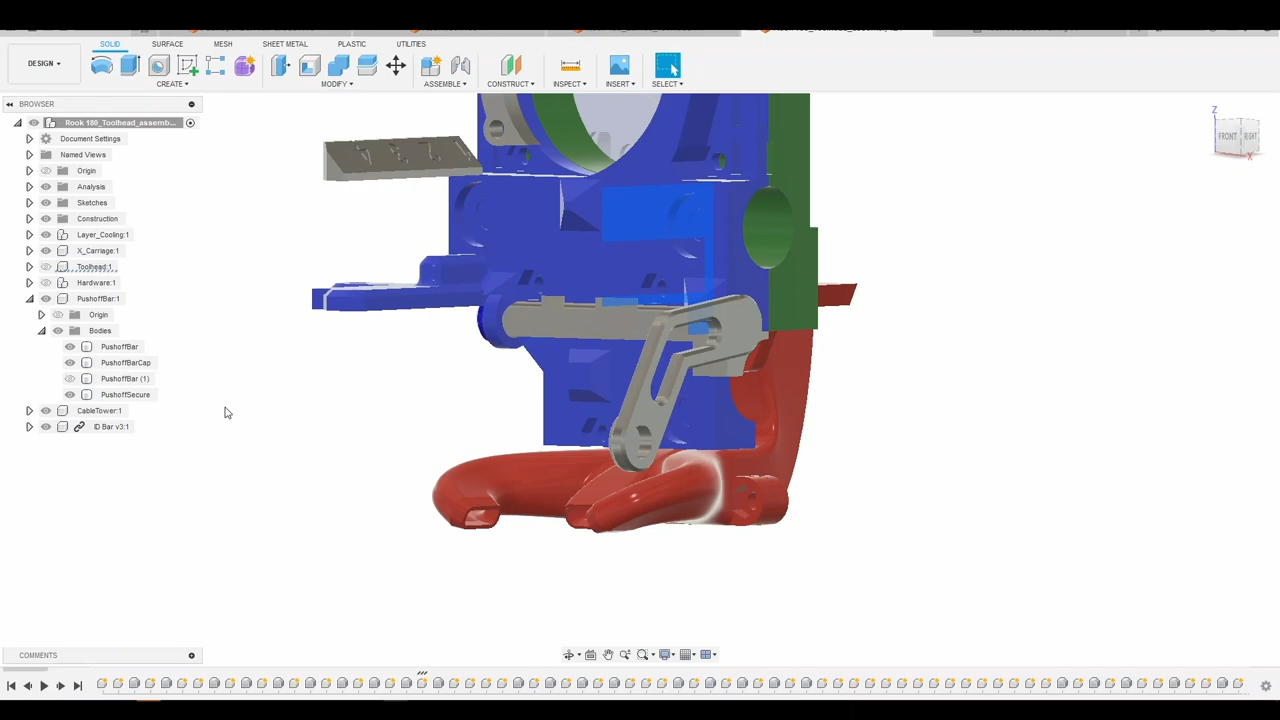 SOLID SURFACE MESH SHEET METAL PLASTIC UTILITIES
DESIGN ▾
CREATE ▾ MODIFY ▾ ASSEMBLE ▾ CONSTRUCT ▾ INSPECT ▾ INSERT ▾ SELECT ▾
BROWSER
Rook 180_Toolhead_assemb...
Document Settings
Named Views
Origin
Analysis
Sketches
Construction
Layer_Cooling:1
X_Carriage:1
Toolhead:1
Hardware:1
PushoffBar:1
Origin
Bodies
PushoffBar
PushoffBarCap
PushoffBar (1)
PushoffSecure
CableTower:1
ID Bar v3:1
Z
FRONT RIGHT
X
COMMENTS